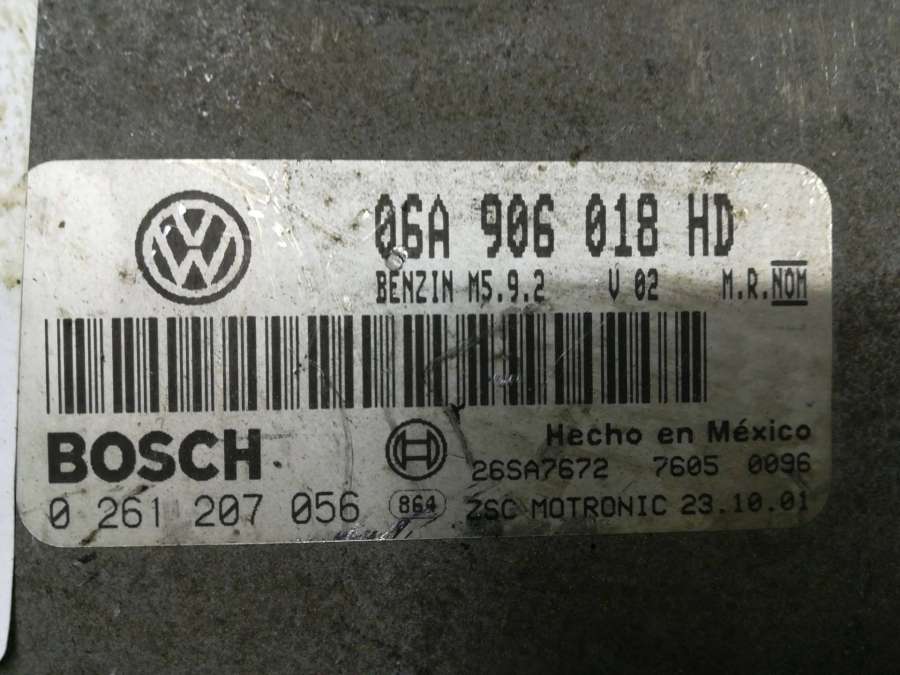 06A 906 018 HD
BENZIN M5.9.2 V 02 M.R.NOM
BOSCH
Hecho en México
26SA7672 7605 0096
0 261 207 056 864 ZSC MOTRONIC 23.10.01